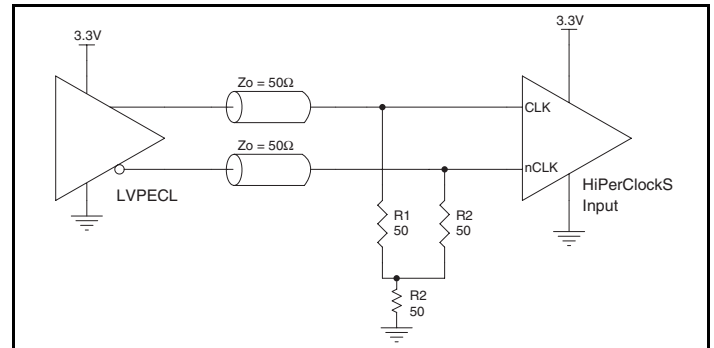 3.3V
3.3V
Zo = 50Ω
CLK
Zo = 50Ω
nCLK
LVPECL
HiPerClockS
Input
R1
50
R2
50
R2
50